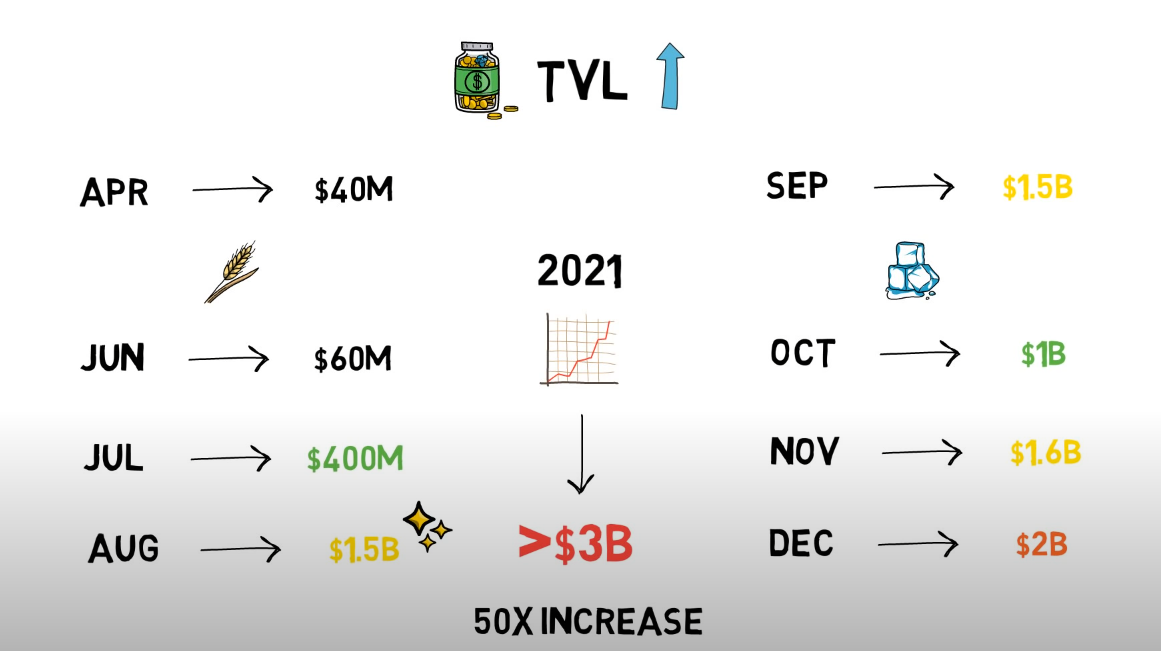 TVL
APR → $40M
JUN → $60M
JUL → $400M
AUG → $1.5B
2021
>$3B
SEP → $1.5B
OCT → $1B
NOV → $1.6B
DEC → $2B
50X INCREASE